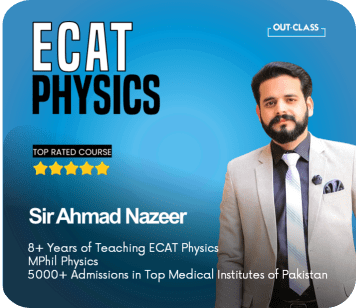 OUT-CLASS
ECAT
PHYSICS
TOP RATED COURSE
Sir Ahmad Nazeer
8+ Years of Teaching ECAT Physics
MPhil Physics
5000+ Admissions in Top Medical Institutes of Pakistan